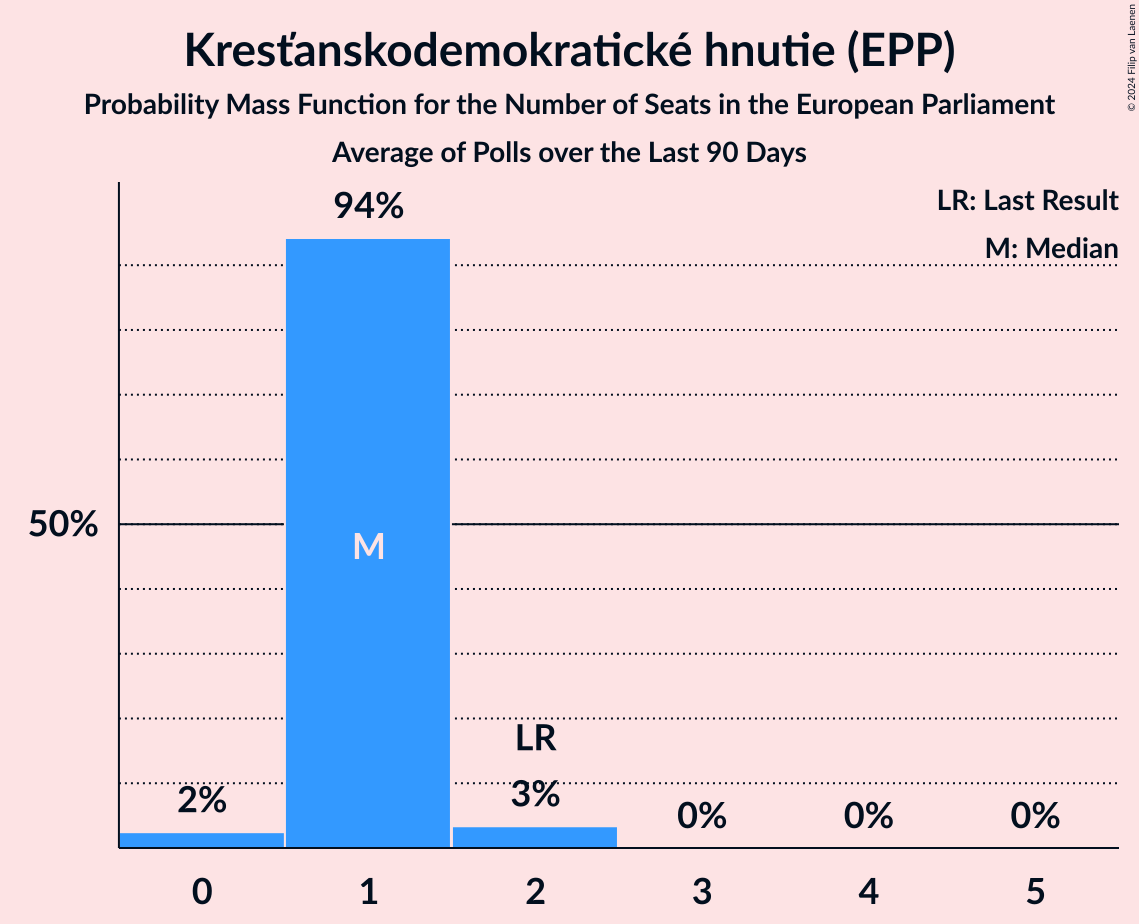 Kresťanskodemokratické hnutie (EPP)
Probability Mass Function for the Number of Seats in the European Parliament
Average of Polls over the Last 90 Days
© 2024 Filip van Laenen
LR: Last Result
M: Median
94%
50%
M
LR
2%
3%
0%
0%
0%
0
1
2
3
4
5